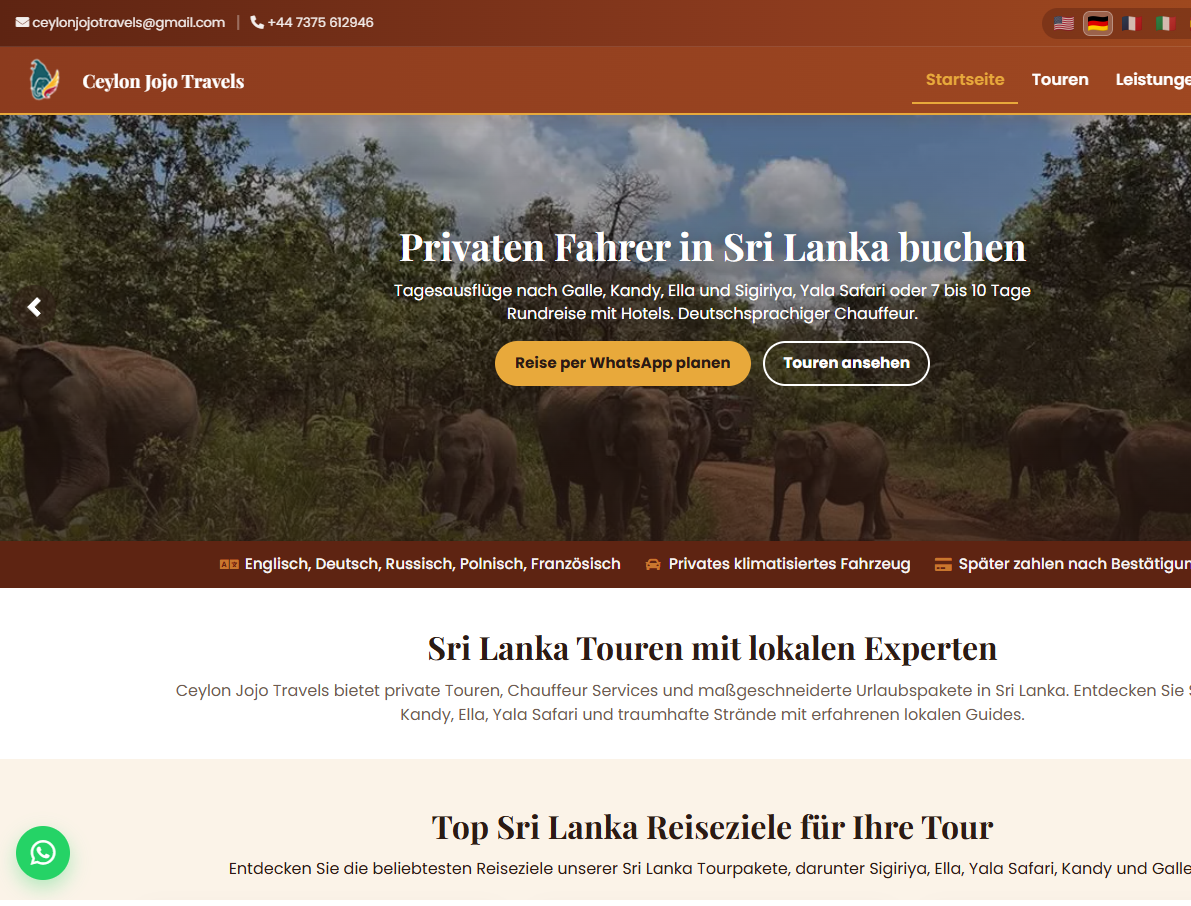 ceylonjojotravels@gmail.com | +44 7375 612946
Ceylon Jojo Travels
Startseite Touren Leistunge
Privaten Fahrer in Sri Lanka buchen
Tagesausflüge nach Galle, Kandy, Ella und Sigiriya, Yala Safari oder 7 bis 10 Tage
Rundreise mit Hotels. Deutschsprachiger Chauffeur.
Reise per WhatsApp planen Touren ansehen
Englisch, Deutsch, Russisch, Polnisch, Französisch Privates klimatisiertes Fahrzeug Später zahlen nach Bestätigun
Sri Lanka Touren mit lokalen Experten
Ceylon Jojo Travels bietet private Touren, Chauffeur Services und maßgeschneiderte Urlaubspakete in Sri Lanka. Entdecken Sie
Kandy, Ella, Yala Safari und traumhafte Strände mit erfahrenen lokalen Guides.
Top Sri Lanka Reiseziele für Ihre Tour
Entdecken Sie die beliebtesten Reiseziele unserer Sri Lanka Tourpakete, darunter Sigiriya, Ella, Yala Safari, Kandy und Galle